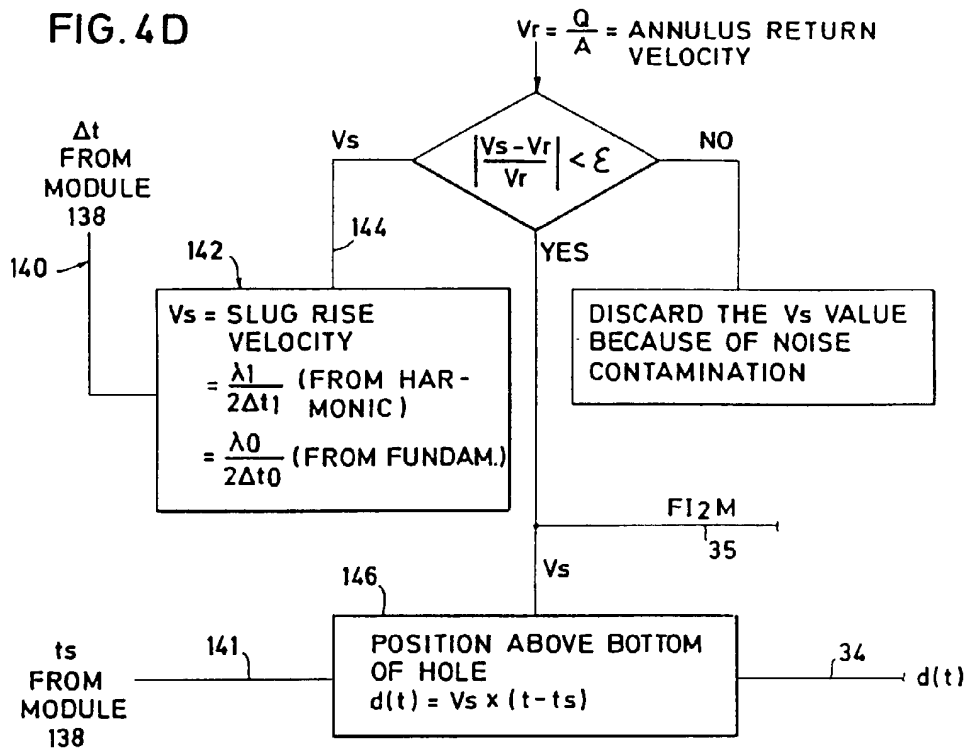 FIG. 4D
Vr = Q/A = ANNULUS RETURN
VELOCITY
Δt
FROM
MODULE
138
140
Vs
144
|Vs - Vr / Vr| < ε
NO
YES
142
Vs = SLUG RISE
VELOCITY
= λ1/2Δt1 (FROM HAR-
MONIC)
= λ0/2Δt0 (FROM FUNDAM.)
DISCARD THE Vs VALUE
BECAUSE OF NOISE
CONTAMINATION
FI2M
35
Vs
146
ts
FROM
MODULE
138
141
POSITION ABOVE BOTTOM
OF HOLE
d(t) = Vs x (t-ts)
34
d(t)